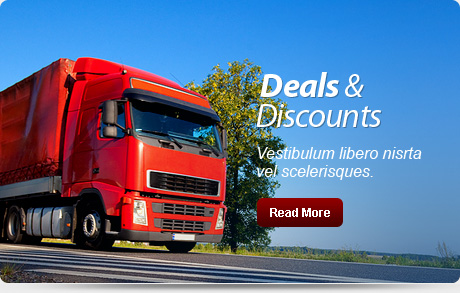 Deals &
Discounts
Vestibulum libero nisrta
vel scelerisques.
Read More